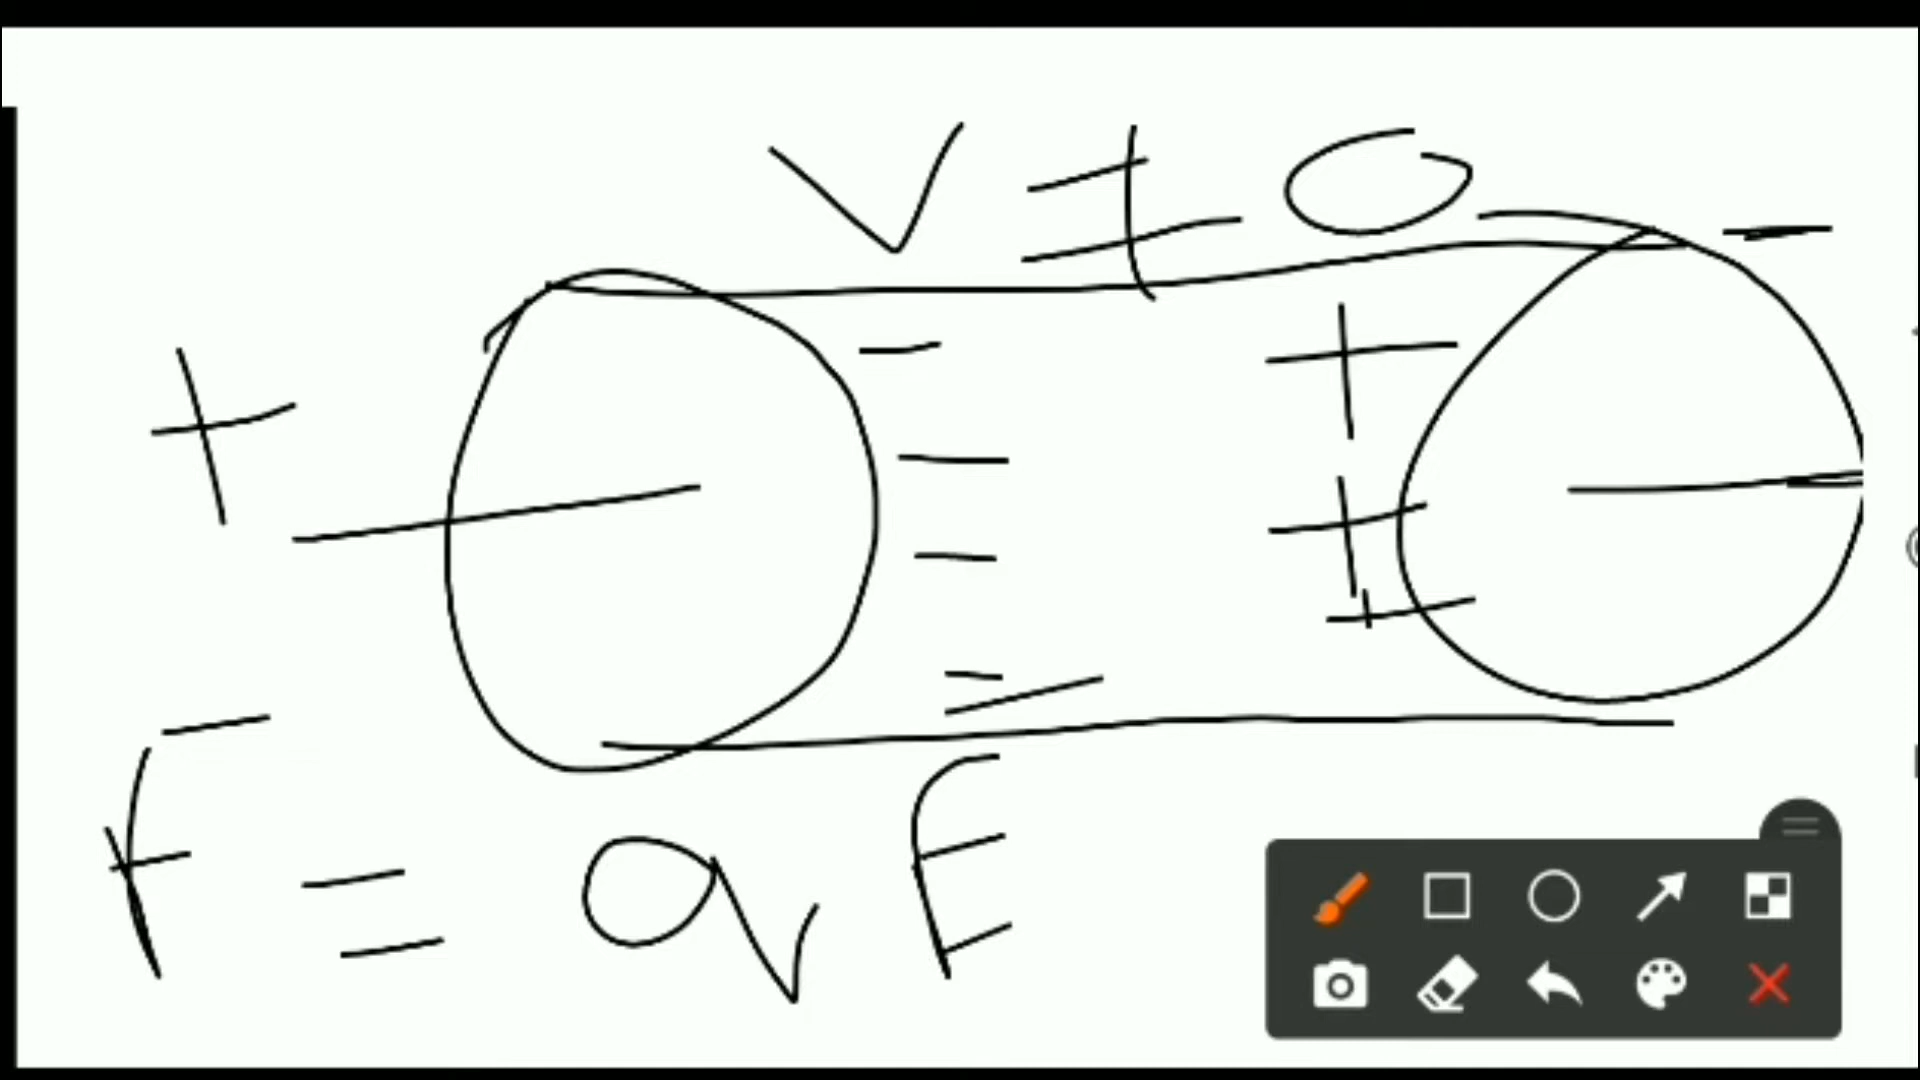 V ≠ 0
+ - - +
- +
- +
-
- F = qE